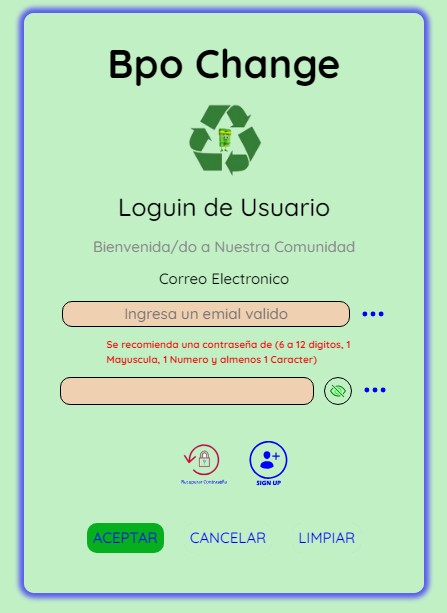 Bpo Change
Loguin de Usuario
Bienvenida/do a Nuestra Comunidad
Correo Electronico
Ingresa un emial valido
Se recomienda una contraseña de (6 a 12 digitos, 1
Mayuscula, 1 Numero y almenos 1 Caracter)
Recuperar Contraseña
SIGN UP
ACEPTAR
CANCELAR
LIMPIAR